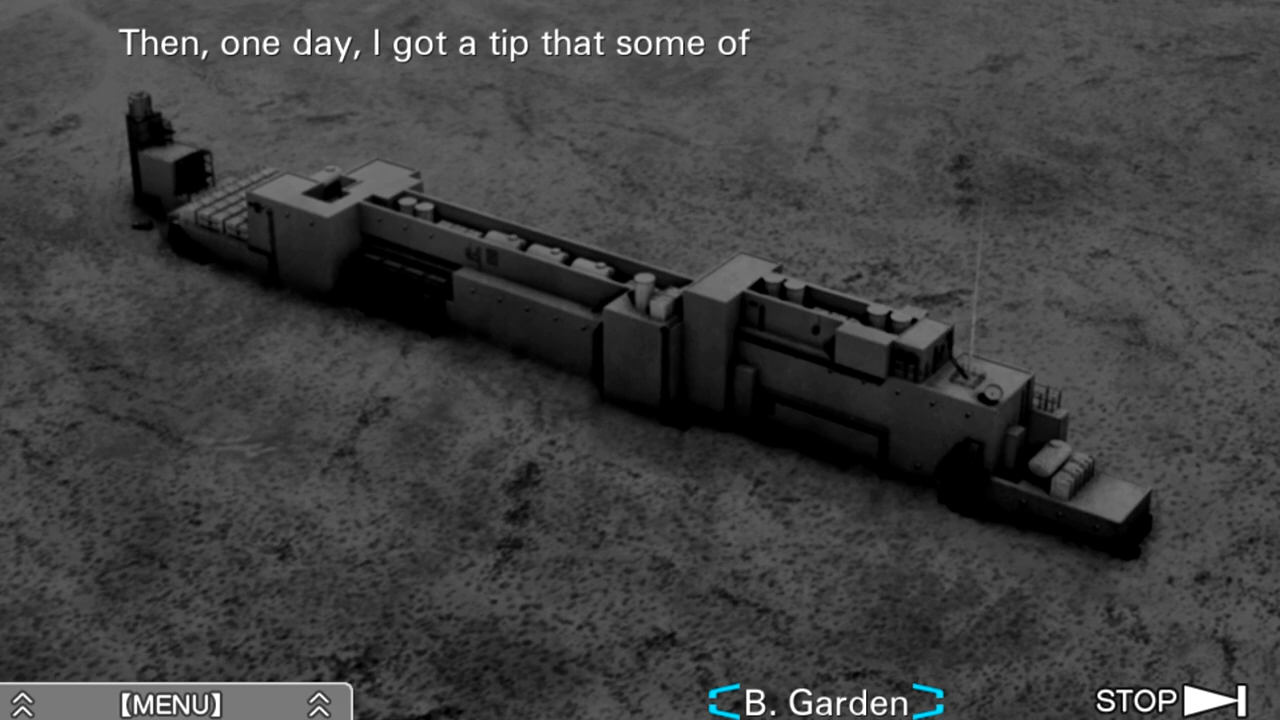 Then, one day, I got a tip that some of
【MENU】
B. Garden
STOP